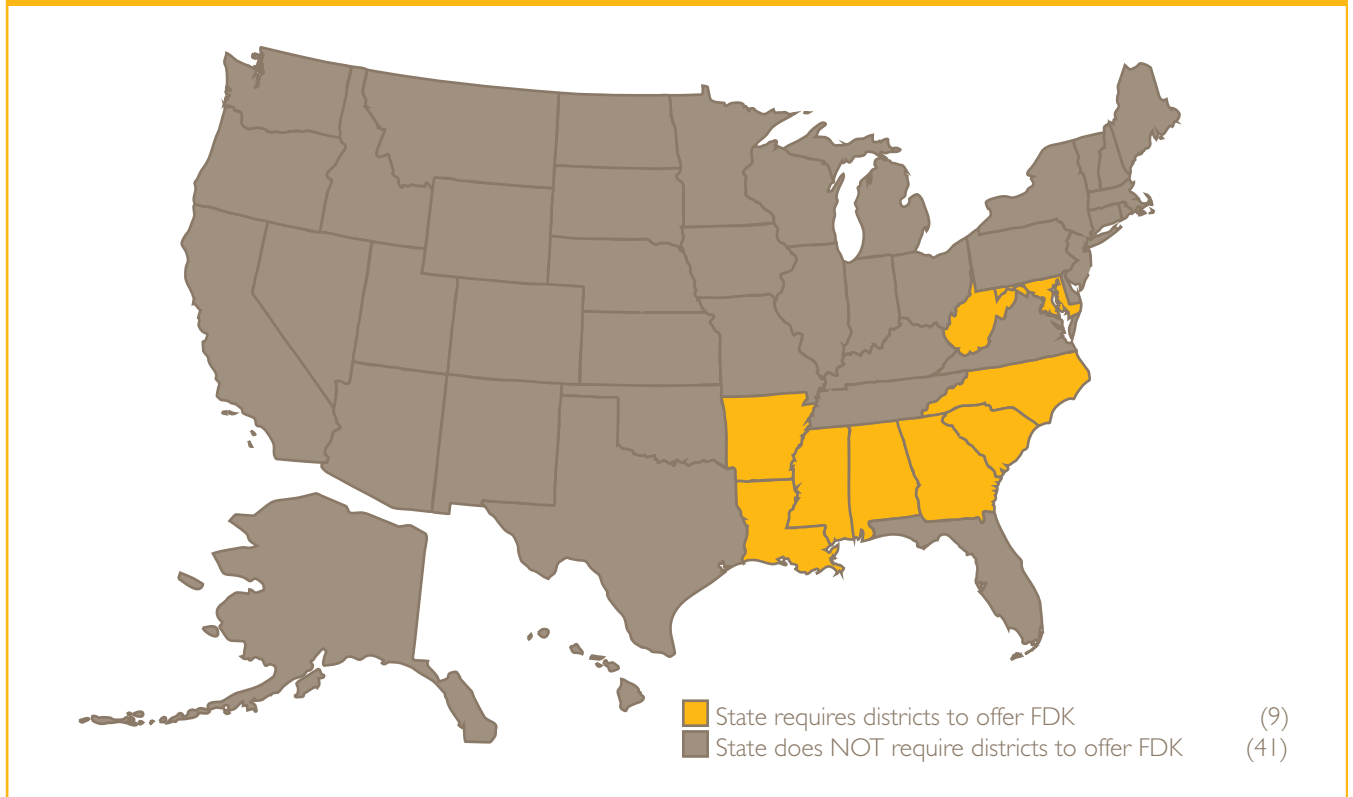 State requires districts to offer FDK (9)
State does NOT require districts to offer FDK (41)